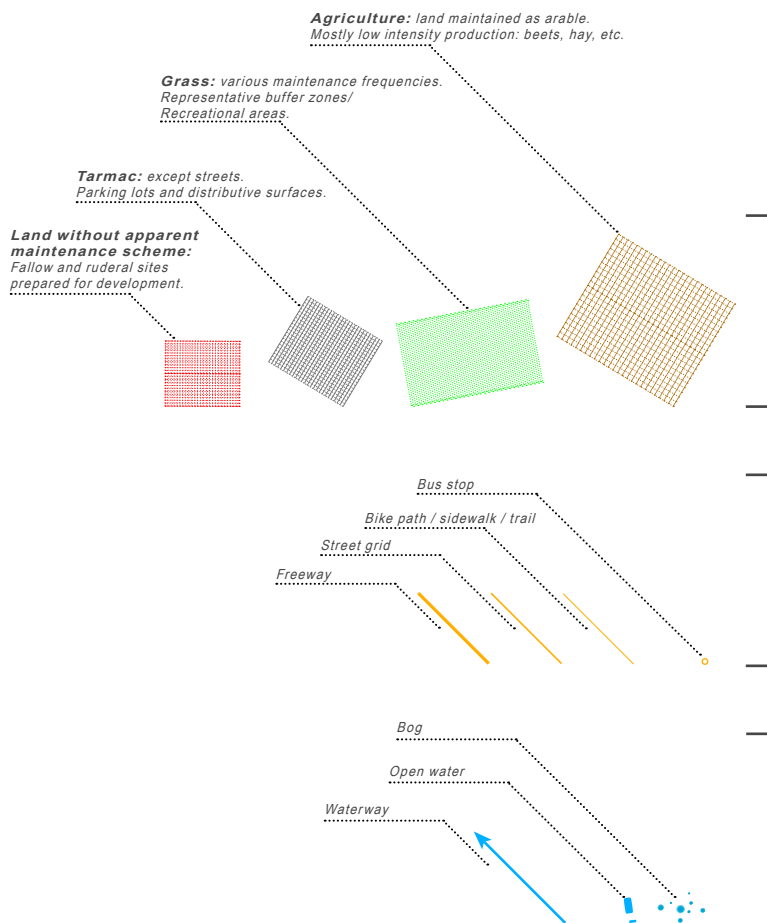 Agriculture: land maintained as arable.
Mostly low intensity production: beets, hay, etc.
Grass: various maintenance frequencies.
Representative buffer zones/
Recreational areas.
Tarmac: except streets.
Parking lots and distributive surfaces.
Land without apparent
maintenance scheme:
Fallow and ruderal sites
prepared for development.
Bus stop
Bike path / sidewalk / trail
Street grid
Freeway
Bog
Open water
Waterway